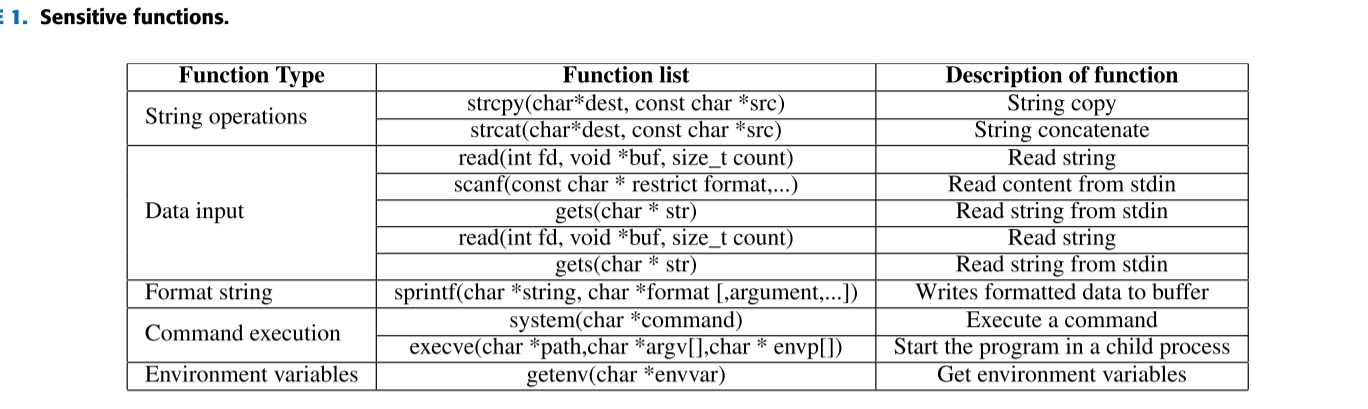 E 1. Sensitive functions.
Function Type Function list Description of function
String operations
strcpy(char*dest, const char *src) String copy
strcat(char*dest, const char *src) String concatenate
Data input
read(int fd, void *buf, size_t count) Read string
scanf(const char * restrict format,...) Read content from stdin
gets(char * str) Read string from stdin
read(int fd, void *buf, size_t count) Read string
gets(char * str) Read string from stdin
Format string sprintf(char *string, char *format [,argument,...]) Writes formatted data to buffer
Command execution
system(char *command) Execute a command
execve(char *path,char *argv[],char * envp[]) Start the program in a child process
Environment variables getenv(char *envvar) Get environment variables